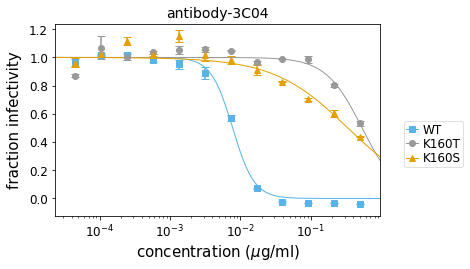 antibody-3C04
fraction infectivity
1.2
1.0
0.8
0.6
0.4
0.2
0.0
10⁻⁴
10⁻³
10⁻²
10⁻¹
concentration (μg/ml)
WT
K160T
K160S